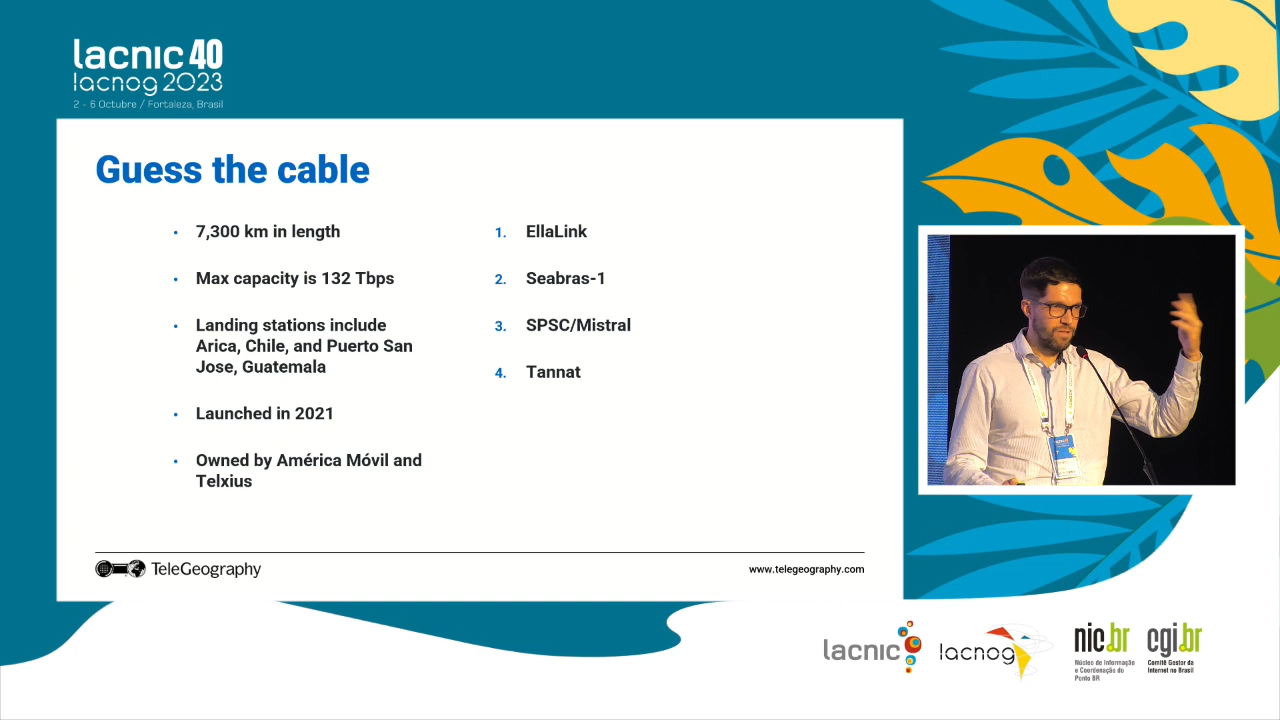 lacnic 40
lacnog 2023
2 - 6 Octubre / Fortaleza, Brasil
Guess the cable
• 7,300 km in length
• Max capacity is 132 Tbps
• Landing stations include
Arica, Chile, and Puerto San
Jose, Guatemala
• Launched in 2021
• Owned by América Móvil and
Telxius
1. EllaLink
2. Seabras-1
3. SPSC/Mistral
4. Tannat
TeleGeography
www.telegeography.com
lacnic
lacnog
nic.br
Núcleo de Informação
e Coordenação do
Ponto BR
cgi.br
Comitê Gestor da
Internet no Brasil